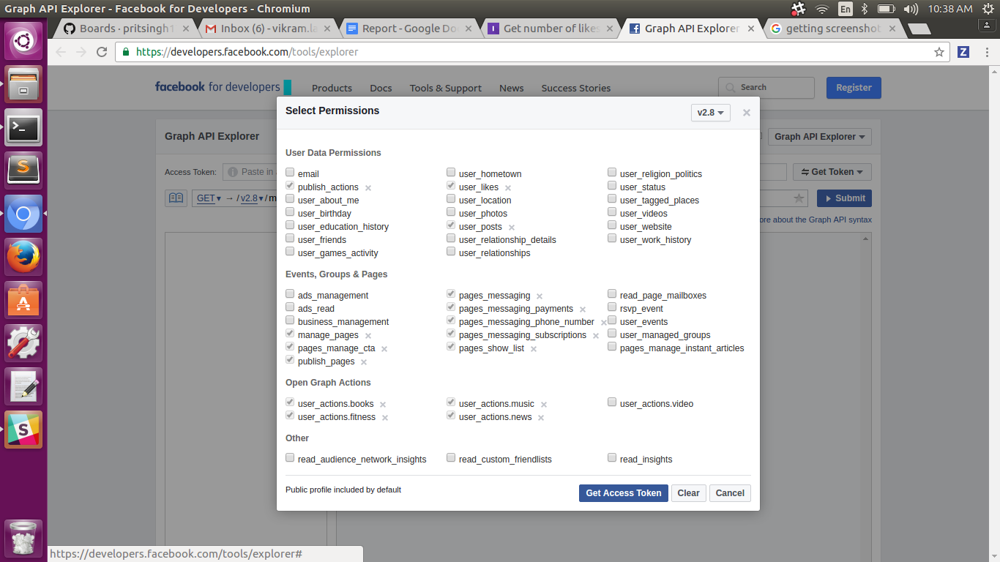 Graph API Explorer - Facebook for Developers - Chromium
En
10:38 AM
Boards · pritsingh1
Inbox (6) - vikram.la
Report - Google Do
Get number of likes
Graph API Explorer
getting screenshot
https://developers.facebook.com/tools/explorer
Z
facebook for developers
Products
Docs
Tools & Support
News
Success Stories
Search
Register
Select Permissions
v2.8
Graph API Explorer
Graph API Explorer
Access Token:
Paste in
Get Token
GET → / v2.8 / m
Submit
ore about the Graph API syntax
User Data Permissions
email
user_hometown
user_religion_politics
publish_actions
user_likes
user_status
user_about_me
user_location
user_tagged_places
user_birthday
user_photos
user_videos
user_education_history
user_posts
user_website
user_friends
user_relationship_details
user_work_history
user_games_activity
user_relationships
Events, Groups & Pages
ads_management
pages_messaging
read_page_mailboxes
ads_read
pages_messaging_payments
rsvp_event
business_management
pages_messaging_phone_number
user_events
manage_pages
pages_messaging_subscriptions
user_managed_groups
pages_manage_cta
pages_show_list
pages_manage_instant_articles
publish_pages
Open Graph Actions
user_actions.books
user_actions.music
user_actions.video
user_actions.fitness
user_actions.news
Other
read_audience_network_insights
read_custom_friendlists
read_insights
Public profile included by default
Get Access Token
Clear
Cancel
https://developers.facebook.com/tools/explorer#